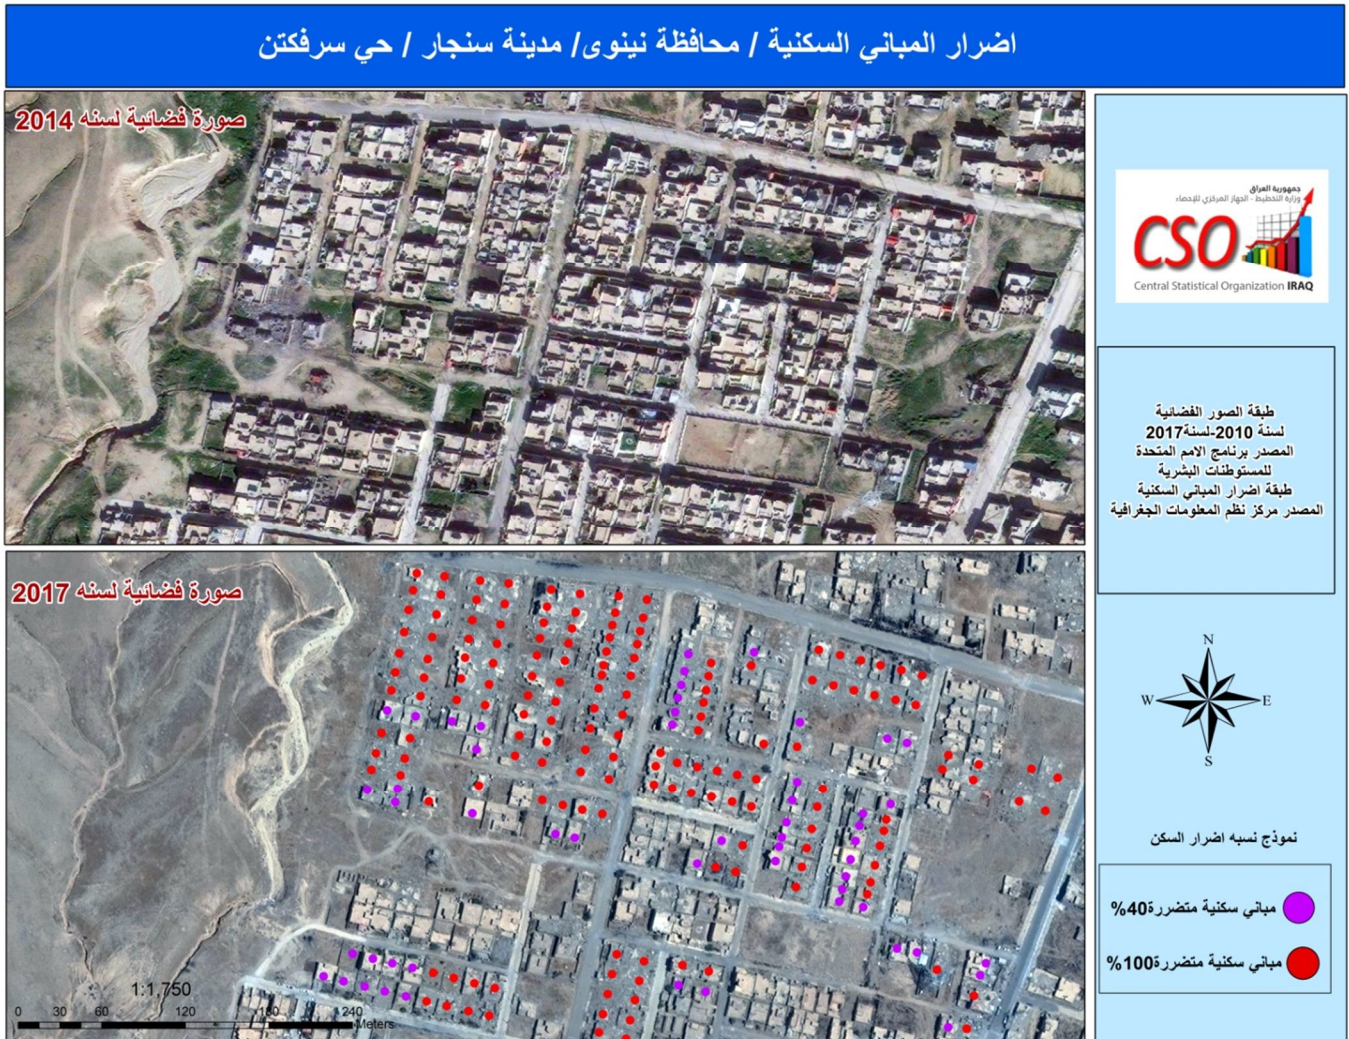 اضرار المباني السكنية / محافظة نينوى/ مدينة سنجار / حي سرفكتن
صورة فضائية لسنه 2014
جمهورية العراق
وزارة التخطيط - الجهاز المركزي للإحصاء
CSO
Central Statistical Organization IRAQ
طبقة الصور الفضائية
لسنة 2010-لسنة2017
المصدر برنامج الامم المتحدة
للمستوطنات البشرية
طبقة اضرار المباني السكنية
المصدر مركز نظم المعلومات الجغرافية
صورة فضائية لسنه 2017
N
W E
S
نموذج نسبه اضرار السكن
مباني سكنية متضررة40%
مباني سكنية متضررة100%
1:1,750
0 30 60 120 180 240
Meters